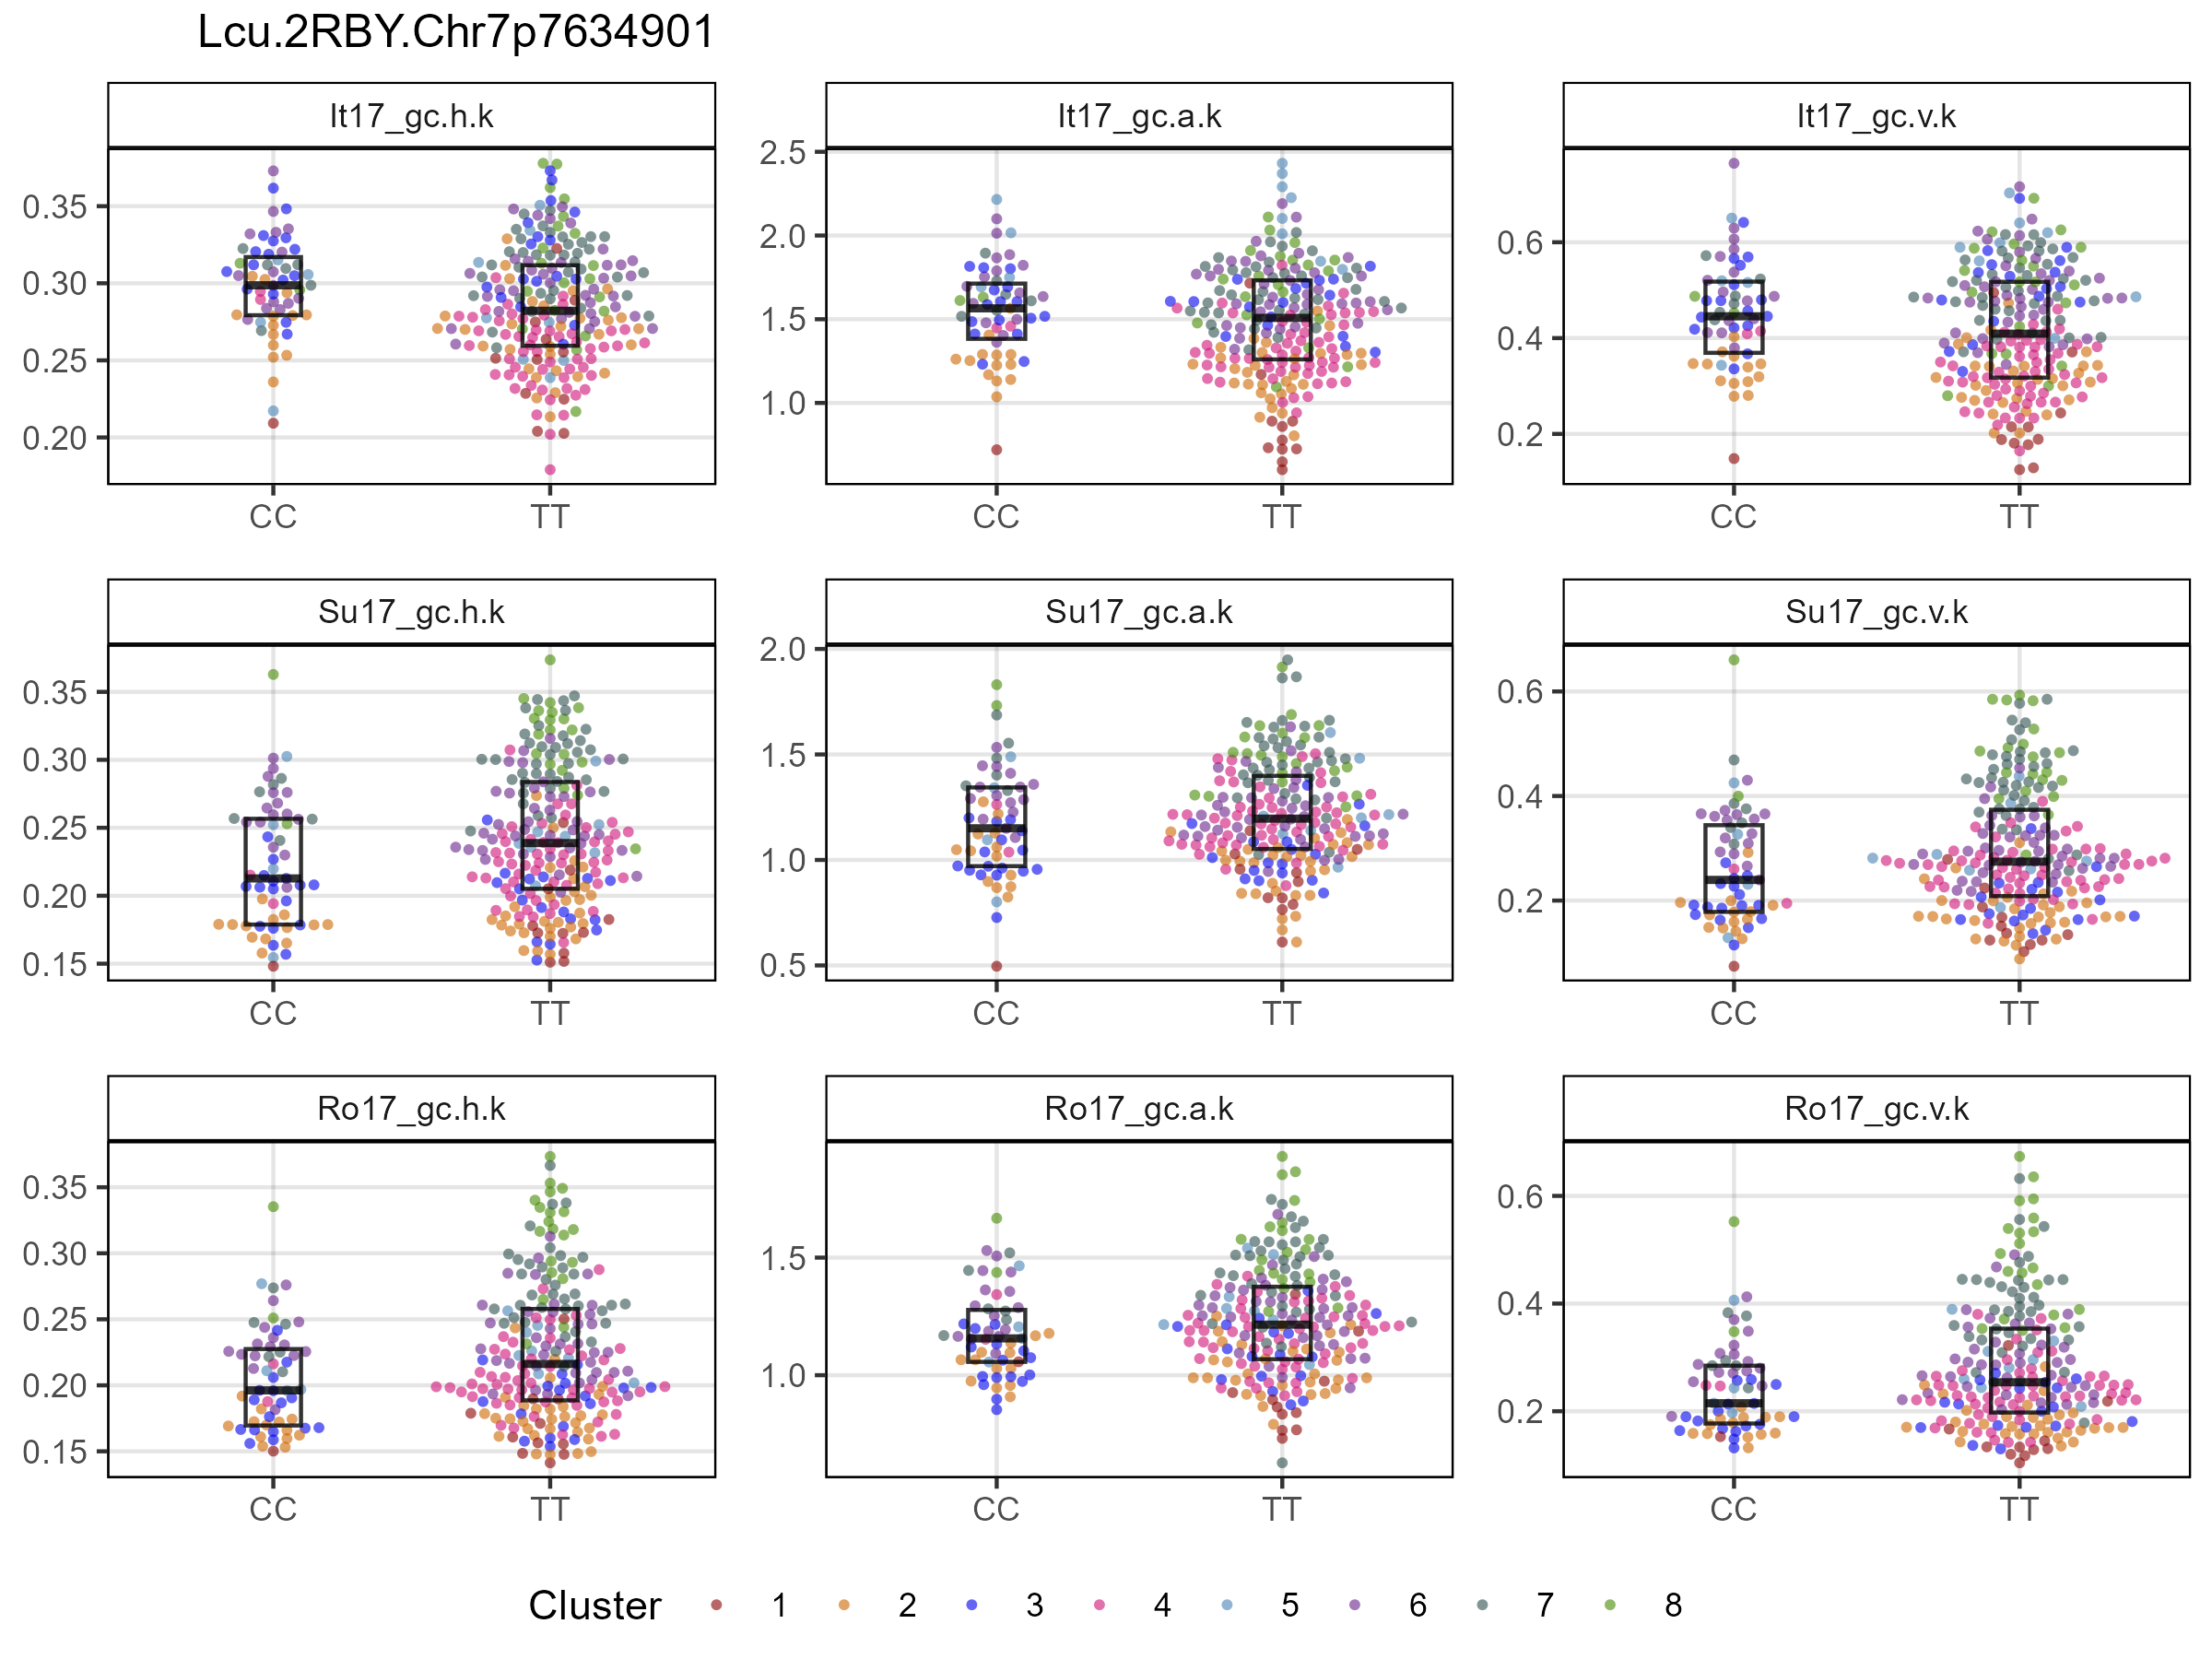 Lcu.2RBY.Chr7p7634901
It17_gc.h.k
It17_gc.a.k
It17_gc.v.k
0.35
0.30
0.25
0.20
CC TT
2.5
2.0
1.5
1.0
CC TT
0.6
0.4
0.2
CC TT
Su17_gc.h.k
Su17_gc.a.k
Su17_gc.v.k
0.35
0.30
0.25
0.20
0.15
CC TT
2.0
1.5
1.0
0.5
CC TT
0.6
0.4
0.2
CC TT
Ro17_gc.h.k
Ro17_gc.a.k
Ro17_gc.v.k
0.35
0.30
0.25
0.20
0.15
CC TT
1.5
1.0
CC TT
0.6
0.4
0.2
CC TT
Cluster 1 2 3 4 5 6 7 8